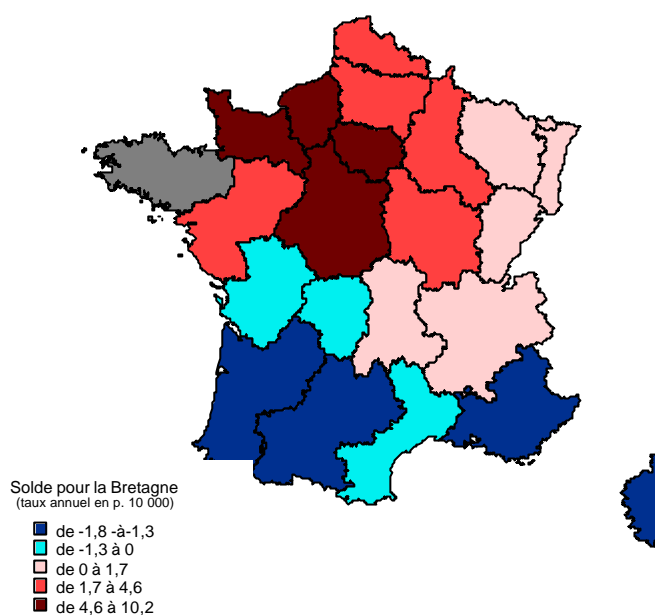 Solde pour la Bretagne
(taux annuel en p. 10 000)
de -1,8 -à-1,3
de -1,3 à 0
de 0 à 1,7
de 1,7 à 4,6
de 4,6 à 10,2